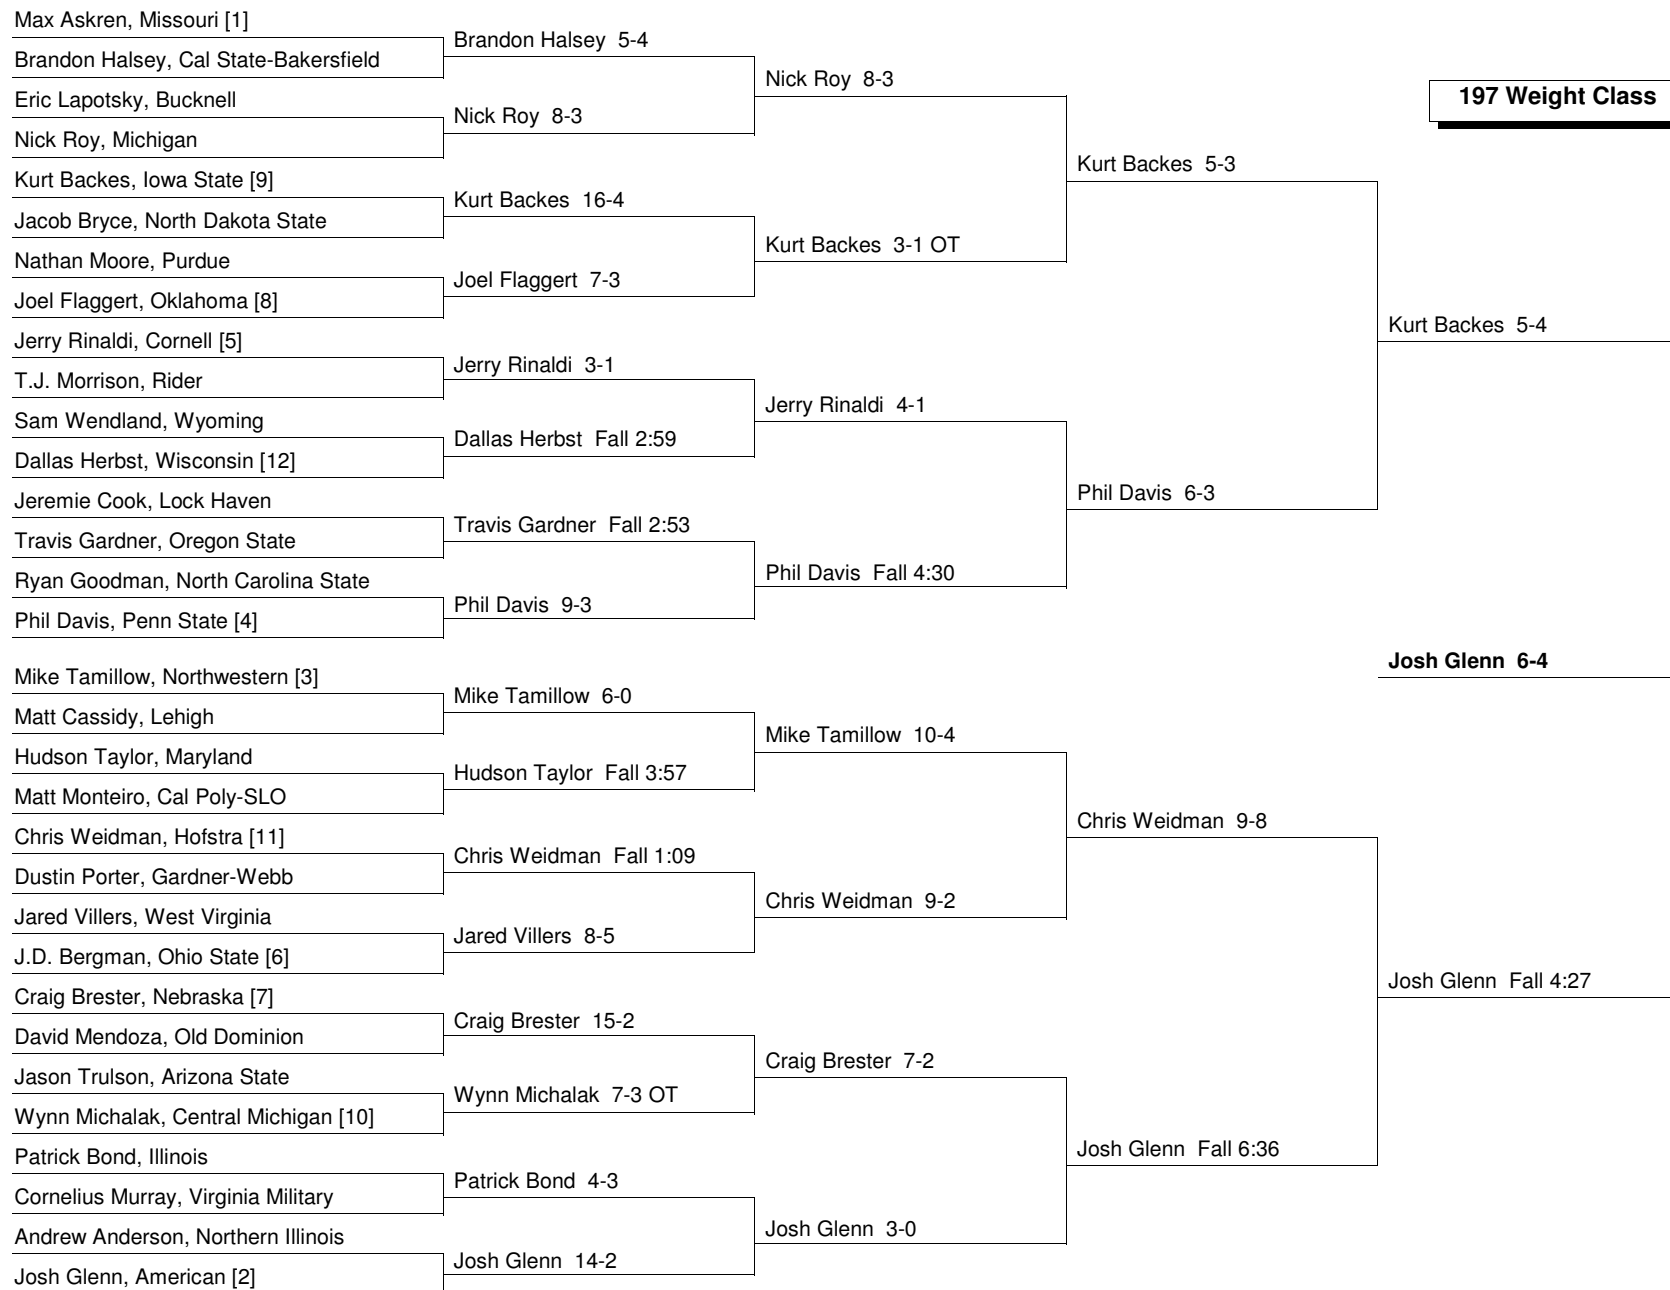 Max Askren, Missouri [1]
Brandon Halsey, Cal State-Bakersfield
Eric Lapotsky, Bucknell
Nick Roy, Michigan
Kurt Backes, Iowa State [9]
Jacob Bryce, North Dakota State
Nathan Moore, Purdue
Joel Flaggert, Oklahoma [8]
Jerry Rinaldi, Cornell [5]
T.J. Morrison, Rider
Sam Wendland, Wyoming
Dallas Herbst, Wisconsin [12]
Jeremie Cook, Lock Haven
Travis Gardner, Oregon State
Ryan Goodman, North Carolina State
Phil Davis, Penn State [4]
Mike Tamillow, Northwestern [3]
Matt Cassidy, Lehigh
Hudson Taylor, Maryland
Matt Monteiro, Cal Poly-SLO
Chris Weidman, Hofstra [11]
Dustin Porter, Gardner-Webb
Jared Villers, West Virginia
J.D. Bergman, Ohio State [6]
Craig Brester, Nebraska [7]
David Mendoza, Old Dominion
Jason Trulson, Arizona State
Wynn Michalak, Central Michigan [10]
Patrick Bond, Illinois
Cornelius Murray, Virginia Military
Andrew Anderson, Northern Illinois
Josh Glenn, American [2]
Brandon Halsey 5-4
Nick Roy 8-3
Kurt Backes 16-4
Joel Flaggert 7-3
Jerry Rinaldi 3-1
Dallas Herbst Fall 2:59
Travis Gardner Fall 2:53
Phil Davis 9-3
Mike Tamillow 6-0
Hudson Taylor Fall 3:57
Chris Weidman Fall 1:09
Jared Villers 8-5
Craig Brester 15-2
Wynn Michalak 7-3 OT
Patrick Bond 4-3
Josh Glenn 14-2
Nick Roy 8-3
Kurt Backes 3-1 OT
Jerry Rinaldi 4-1
Phil Davis Fall 4:30
Mike Tamillow 10-4
Chris Weidman 9-2
Craig Brester 7-2
Josh Glenn 3-0
Kurt Backes 5-3
Phil Davis 6-3
Chris Weidman 9-8
Josh Glenn Fall 6:36
197 Weight Class
Kurt Backes 5-4
Josh Glenn 6-4
Josh Glenn Fall 4:27